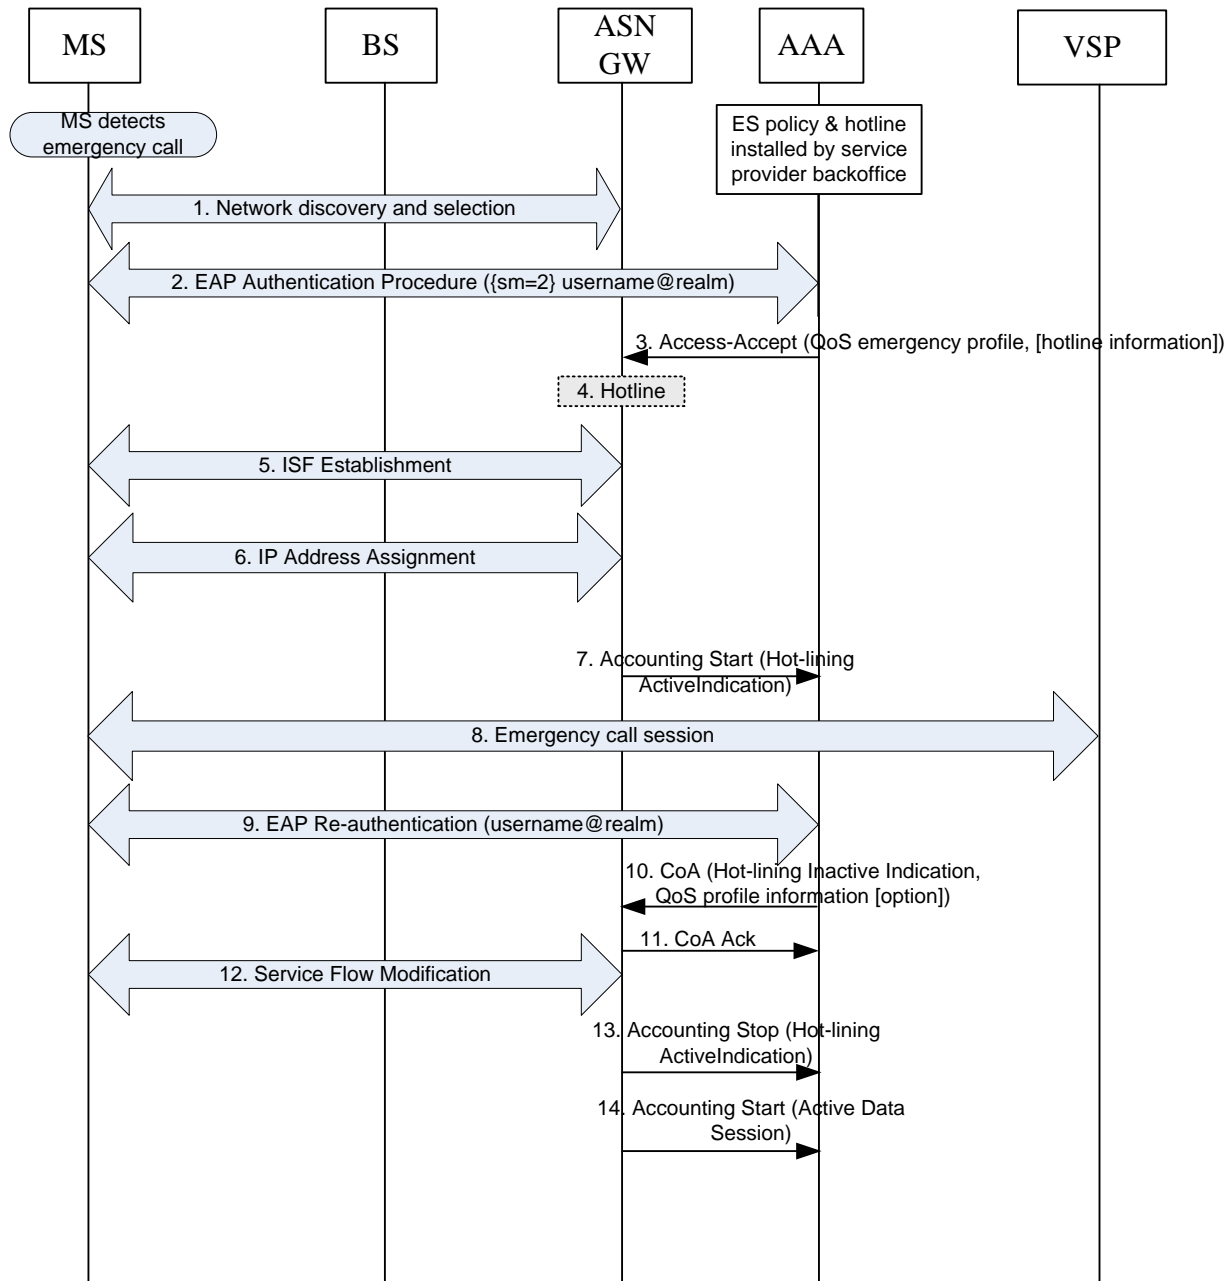 MS
BS
ASN
GW
AAA
VSP
MS detects
emergency call
ES policy & hotline
installed by service
provider backoffice
1. Network discovery and selection
2. EAP Authentication Procedure ({sm=2} username@realm)
3. Access-Accept (QoS emergency profile, [hotline information])
4. Hotline
5. ISF Establishment
6. IP Address Assignment
7. Accounting Start (Hot-lining
ActiveIndication)
8. Emergency call session
9. EAP Re-authentication (username@realm)
10. CoA (Hot-lining Inactive Indication,
QoS profile information [option])
11. CoA Ack
12. Service Flow Modification
13. Accounting Stop (Hot-lining
ActiveIndication)
14. Accounting Start (Active Data
Session)